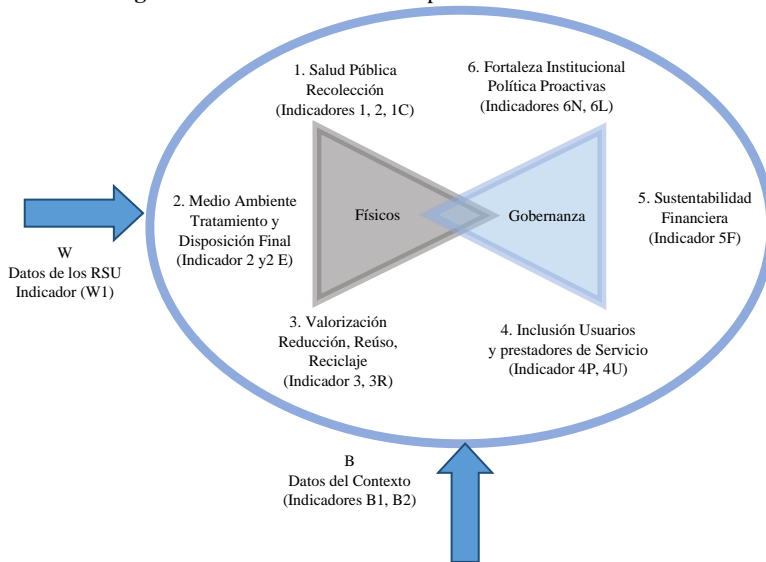 1. Salud Pública
Recolección
(Indicadores 1, 2, 1C)
6. Fortaleza Institucional
Política Proactivas
(Indicadores 6N, 6L)
2. Medio Ambiente
Tratamiento y
Disposición Final
(Indicador 2 y2 E)
Físicos
Gobernanza
5. Sustentabilidad
Financiera
(Indicador 5F)
W
Datos de los RSU
Indicador (W1)
3. Valorización
Reducción, Reúso,
Reciclaje
(Indicador 3, 3R)
4. Inclusión Usuarios
y prestadores de Servicio
(Indicador 4P, 4U)
B
Datos del Contexto
(Indicadores B1, B2)